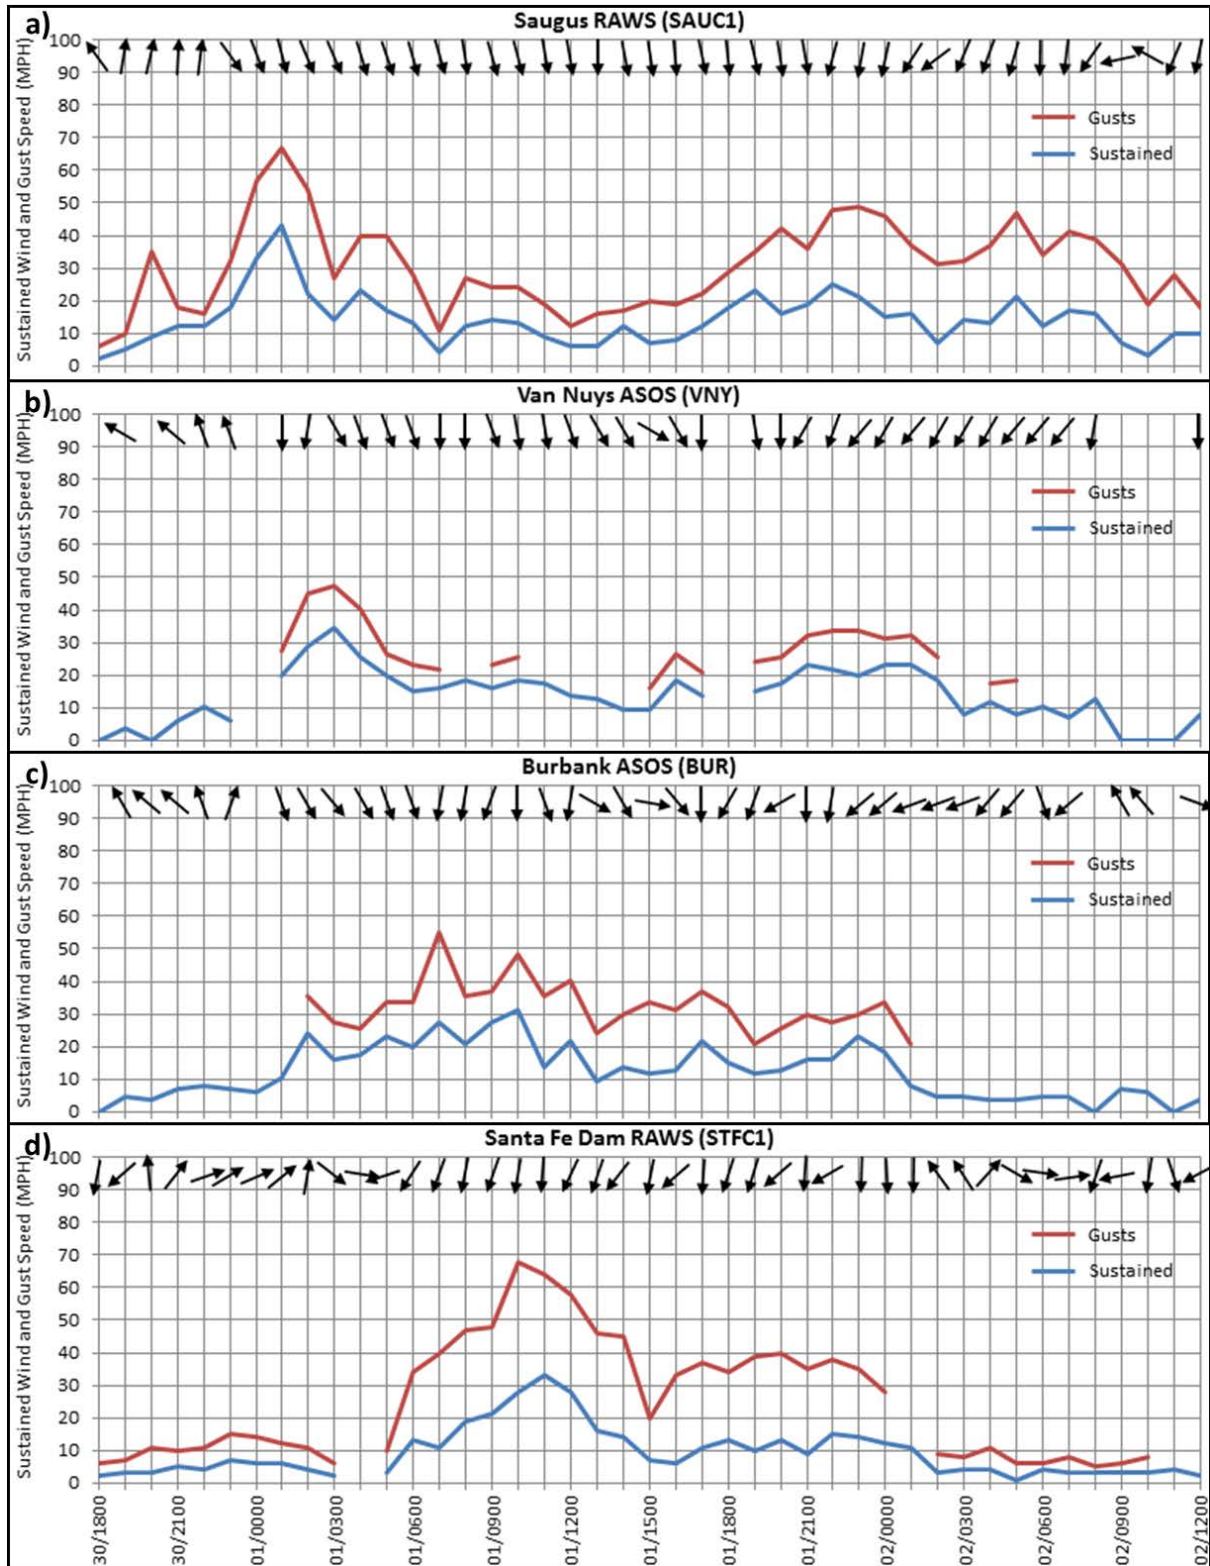 a)
Saugus RAWS (SAUC1)
Sustained Wind and Gust Speed (MPH)
100
90
80
70
60
50
40
30
20
10
0
Gusts
Sustained
b)
Van Nuys ASOS (VNY)
Sustained Wind and Gust Speed (MPH)
100
90
80
70
60
50
40
30
20
10
0
Gusts
Sustained
c)
Burbank ASOS (BUR)
Sustained Wind and Gust Speed (MPH)
100
90
80
70
60
50
40
30
20
10
0
Gusts
Sustained
d)
Santa Fe Dam RAWS (STFC1)
Sustained Wind and Gust Speed (MPH)
100
90
80
70
60
50
40
30
20
10
0
Gusts
Sustained
30/1800
30/2100
01/0000
01/0300
01/0600
01/0900
01/1200
01/1500
01/1800
01/2100
02/0000
02/0300
02/0600
02/0900
02/1200